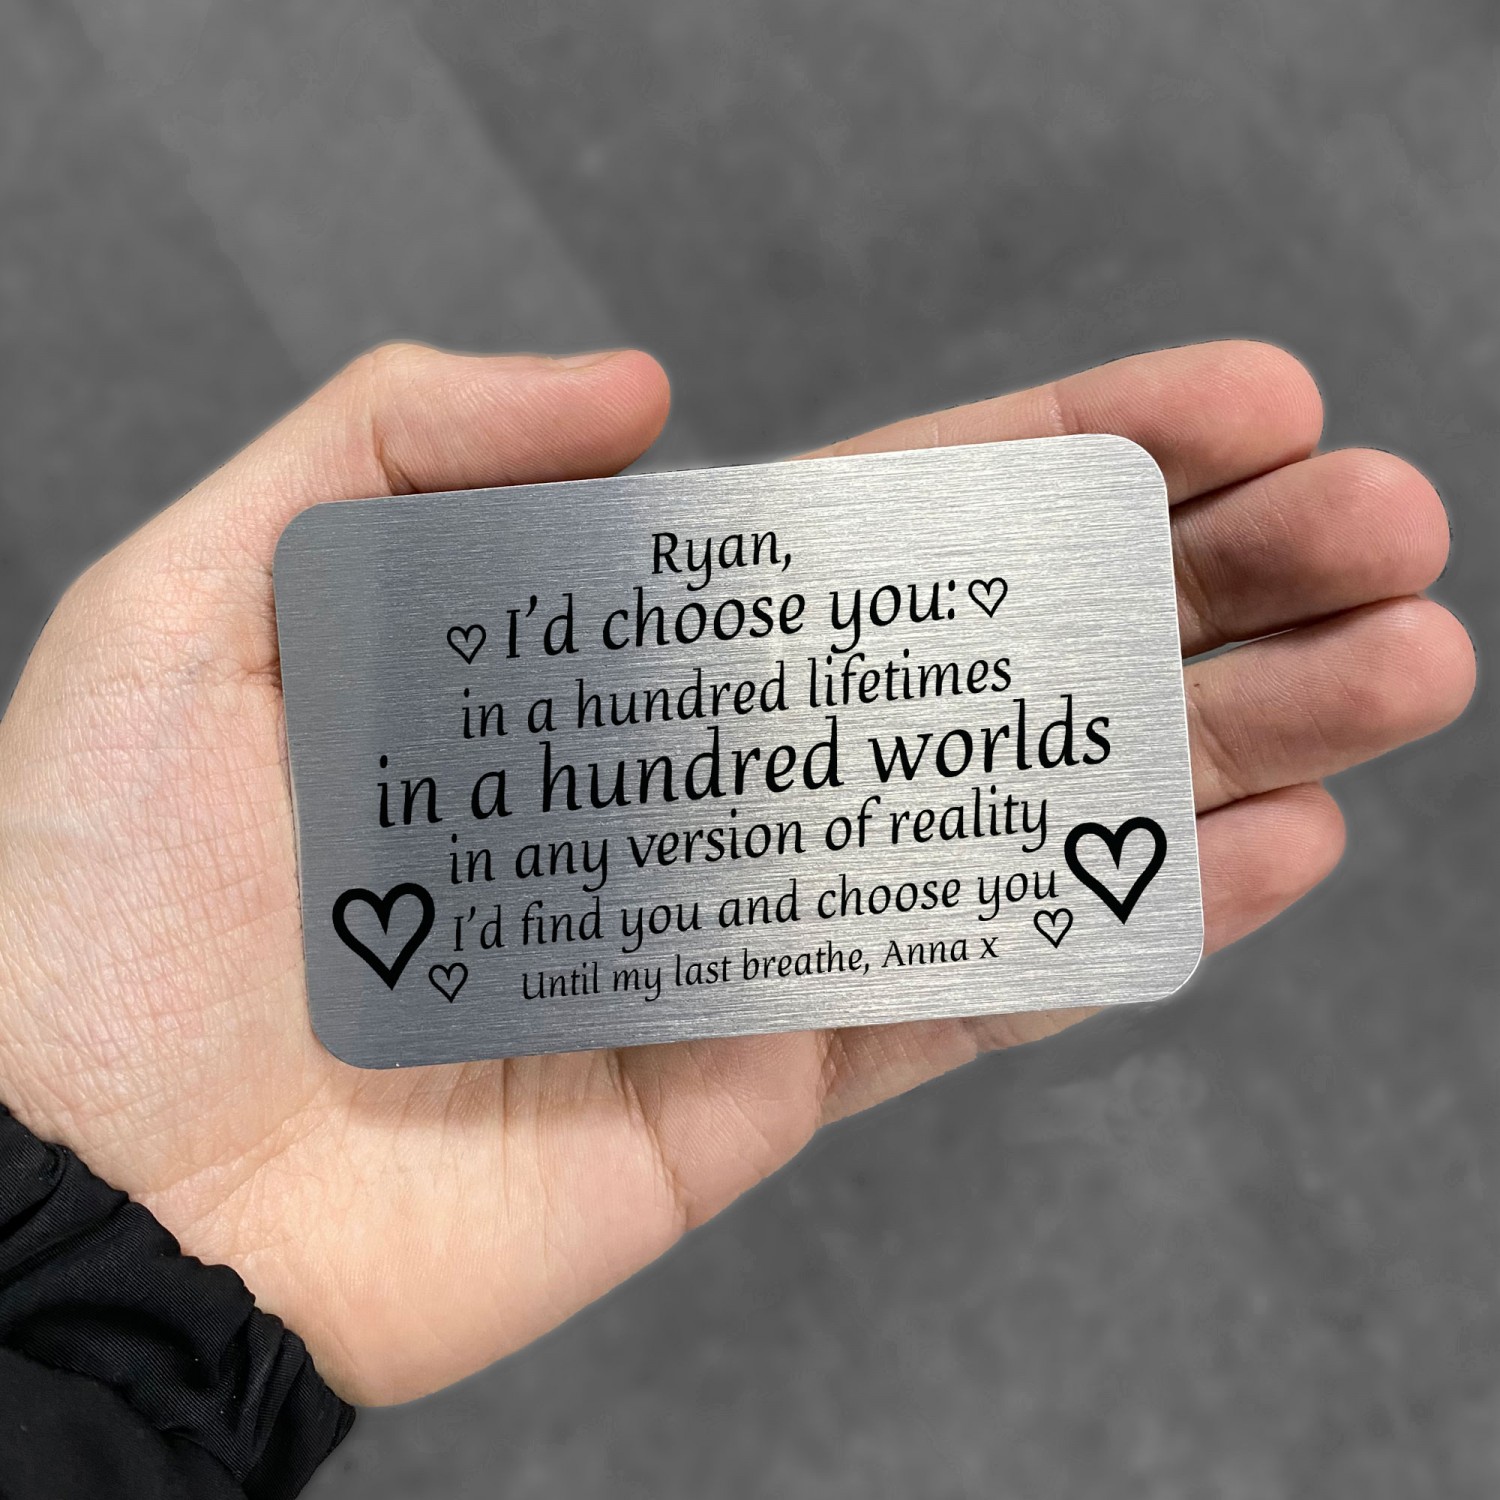 Ryan,
I'd choose you:
in a hundred lifetimes
in a hundred worlds
in any version of reality
I'd find you and choose you
Until my last breathe, Anna x